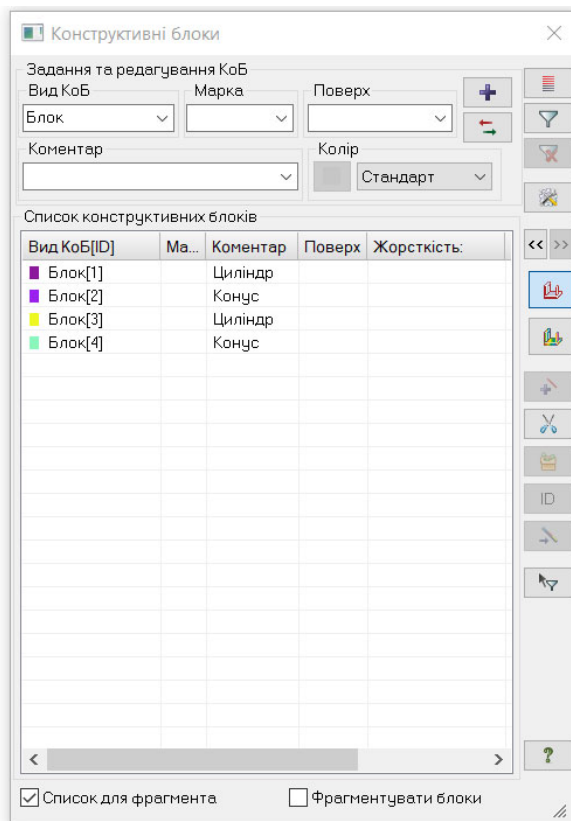 Конструктивні блоки
Задання та редагування КоБ
Вид КоБ Марка Поверх
Блок
Коментар Колір
Стандарт
Список конструктивних блоків
Вид КоБ[ID] Ма... Коментар Поверх Жорсткість:
<< >>
Блок[1] Циліндр
Блок[2] Конус
Блок[3] Циліндр
Блок[4] Конус
ID
?
Список для фрагмента Фрагментувати блоки